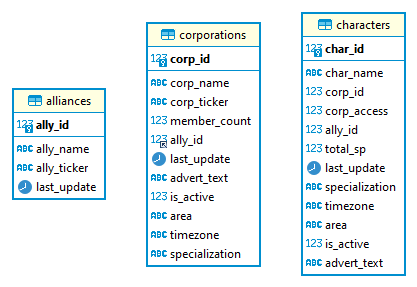 alliances
123 ally_id
ABC ally_name
ABC ally_ticker
last_update
corporations
123 corp_id
ABC corp_name
ABC corp_ticker
123 member_count
123 ally_id
last_update
ABC advert_text
123 is_active
ABC area
ABC timezone
ABC specialization
characters
123 char_id
ABC char_name
123 corp_id
123 corp_access
123 ally_id
123 total_sp
last_update
ABC specialization
ABC timezone
ABC area
123 is_active
ABC advert_text